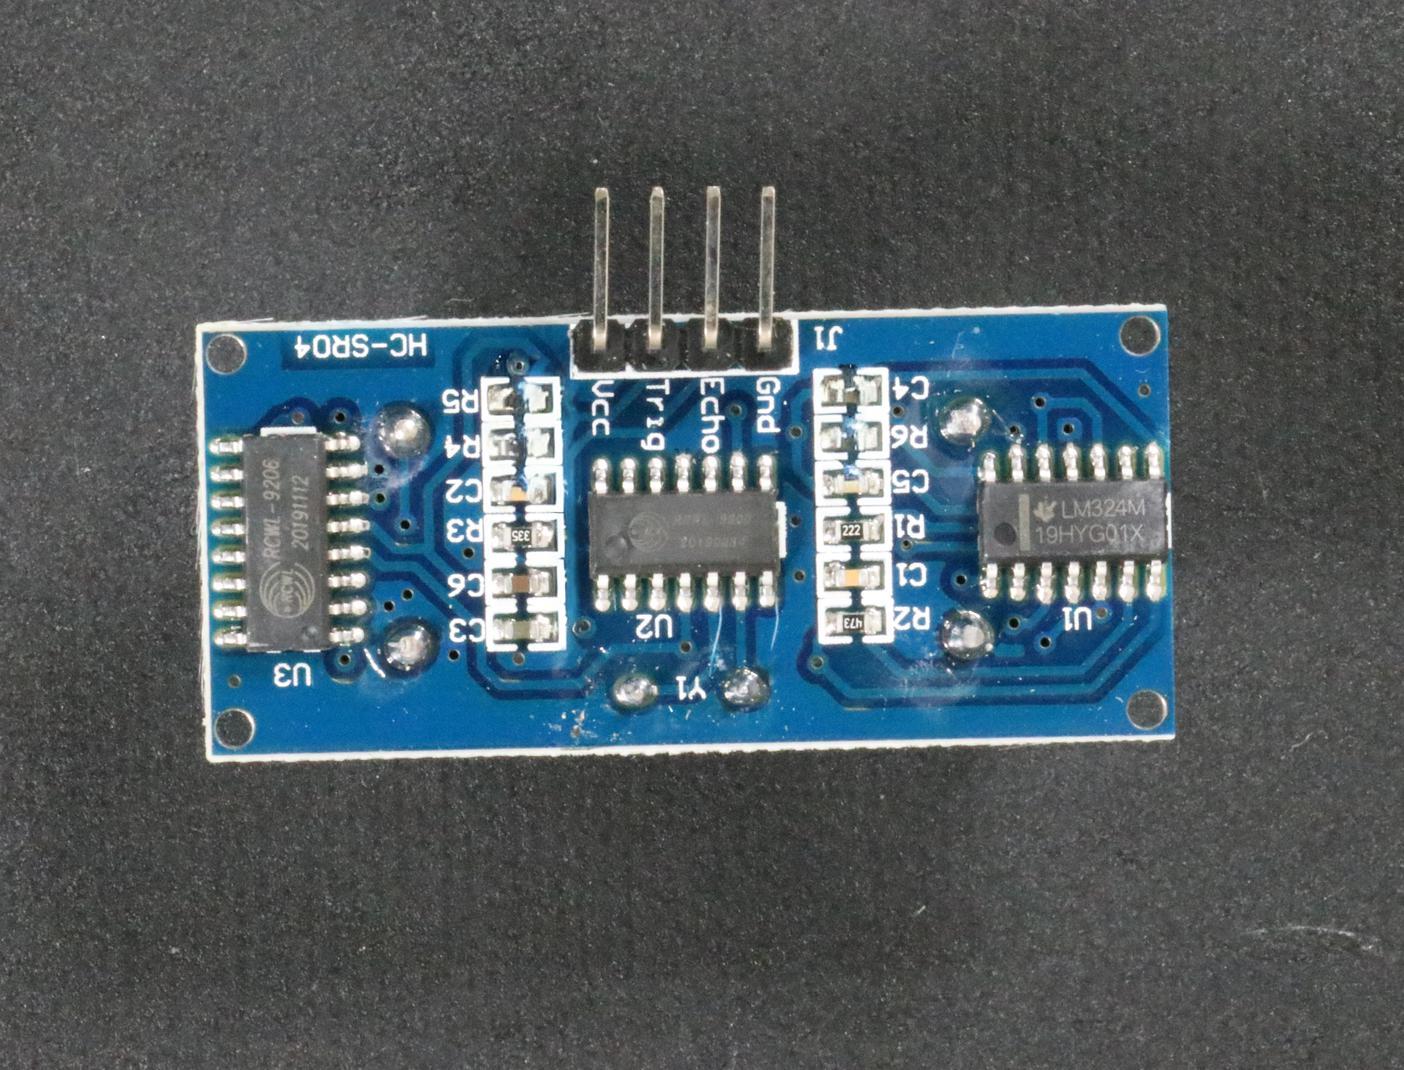 HC-SR04
J1
Vcc
Trig
Echo
Gnd
R5
R4
C2
R3
C6
C3
335
C4
R6
C5
R1
C1
R2
222
473
RCWL-9206
20191112
RCWL
U3
U2
Y1
LM324M
19HYG01X
U1